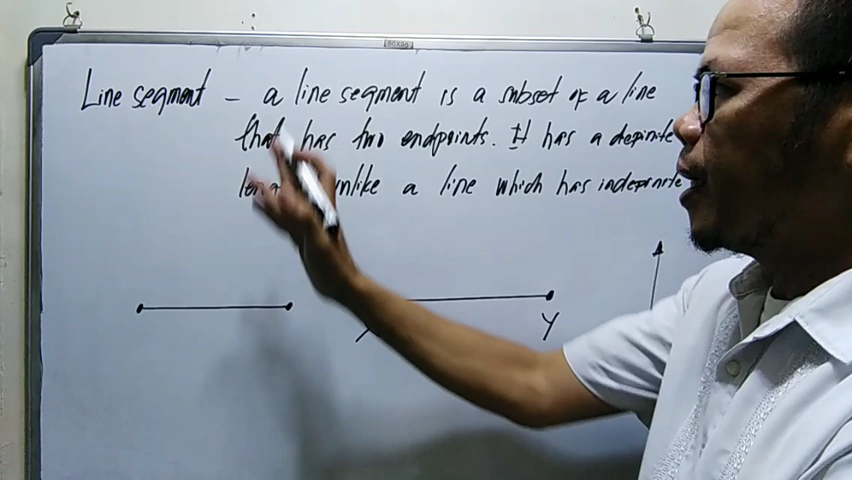 60X90
Line segment – a line segment is a subset of a line
that has two endpoints. It has a definite
unlike a line which has indefinite
Y